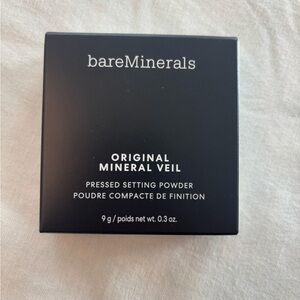 bareMinerals
ORIGINAL
MINERAL VEIL
PRESSED SETTING POWDER
POUDRE COMPACTE DE FINITION
9 g / poids net wt. 0.3 oz.